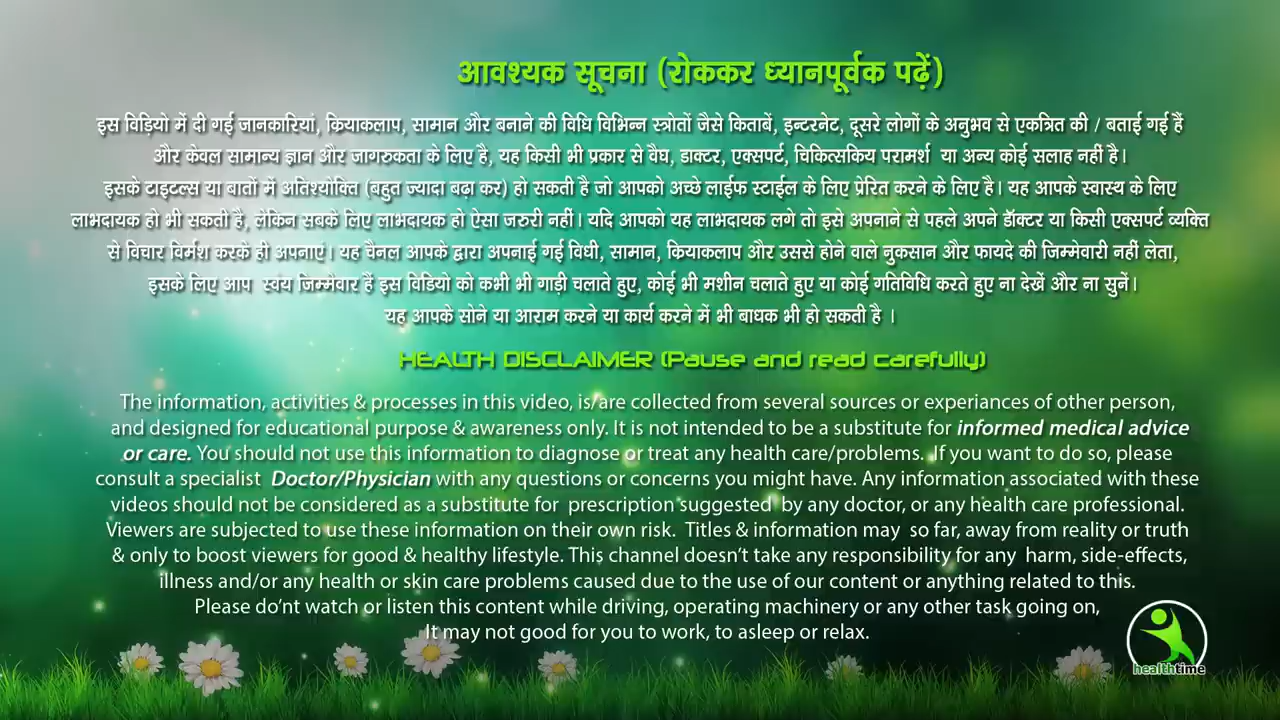 आवश्यक सूचना (रोककर ध्यानपूर्वक पढ़ें)
इस विडियो में दी गई जानकारियां, क्रियाकलाप, सामान और बनाने की विधि विभिन्न स्त्रोतों जैसे किताबें, इन्टरनेट, दूसरे लोगों के अनुभव से एकत्रित की / बताई गई हैं
और केवल सामान्य ज्ञान और जागरुकता के लिए है, यह किसी भी प्रकार से वैघ, डाक्टर, एक्सपर्ट, चिकित्सकिय परामर्श या अन्य कोई सलाह नहीं है।
इसके टाइटल्स या बातों में अतिश्योक्ति (बहुत ज्यादा बढ़ा कर) हो सकती है जो आपको अच्छे लाईफ स्टाईल के लिए प्रेरित करने के लिए है। यह आपके स्वास्थ के लिए
लाभदायक हो भी सकती है, लेकिन सबके लिए लाभदायक हो ऐसा जरुरी नहीं। यदि आपको यह लाभदायक लगे तो इसे अपनाने से पहले अपने डॉक्टर या किसी एक्सपर्ट व्यक्ति
से विचार विर्मश करके ही अपनाएं। यह चैनल आपके द्वारा अपनाई गई विधी, सामान, क्रियाकलाप और उससे होने वाले नुकसान और फायदे की जिम्मेवारी नहीं लेता,
इसके लिए आप स्वंय जिम्मेवार हैं इस विडियो को कभी भी गाड़ी चलाते हुए, कोई भी मशीन चलाते हुए या कोई गतिविधि करते हुए ना देखें और ना सुनें।
यह आपके सोने या आराम करने या कार्य करने में भी बाधक भी हो सकती है ।
HEALTH DISCLAIMER (Pause and read carefully)
The information, activities & processes in this video, is/are collected from several sources or experiances of other person,
and designed for educational purpose & awareness only. It is not intended to be a substitute for informed medical advice
or care. You should not use this information to diagnose or treat any health care/problems. If you want to do so, please
consult a specialist Doctor/Physician with any questions or concerns you might have. Any information associated with these
videos should not be considered as a substitute for prescription suggested by any doctor, or any health care professional.
Viewers are subjected to use these information on their own risk. Titles & information may so far, away from reality or truth
& only to boost viewers for good & healthy lifestyle. This channel doesn't take any responsibility for any harm, side-effects,
illness and/or any health or skin care problems caused due to the use of our content or anything related to this.
Please do'nt watch or listen this content while driving, operating machinery or any other task going on,
It may not good for you to work, to asleep or relax.
healthtime